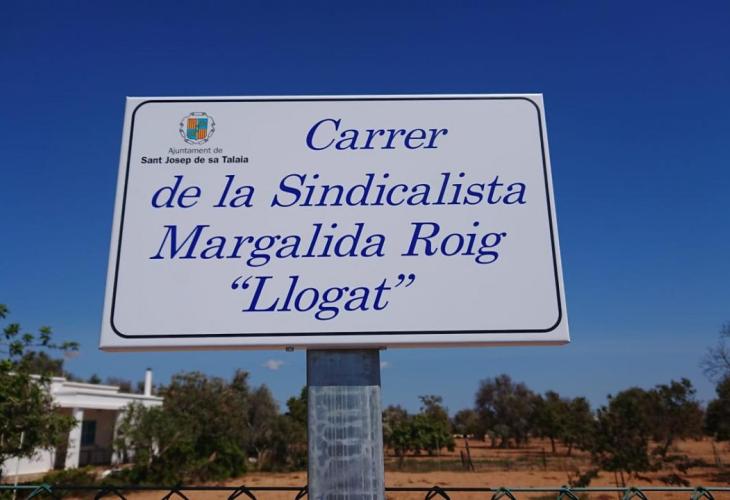 Carrer
Ajuntament de
Sant Josep de sa Talaia
de la Sindicalista
Margalida Roig
“Llogat”